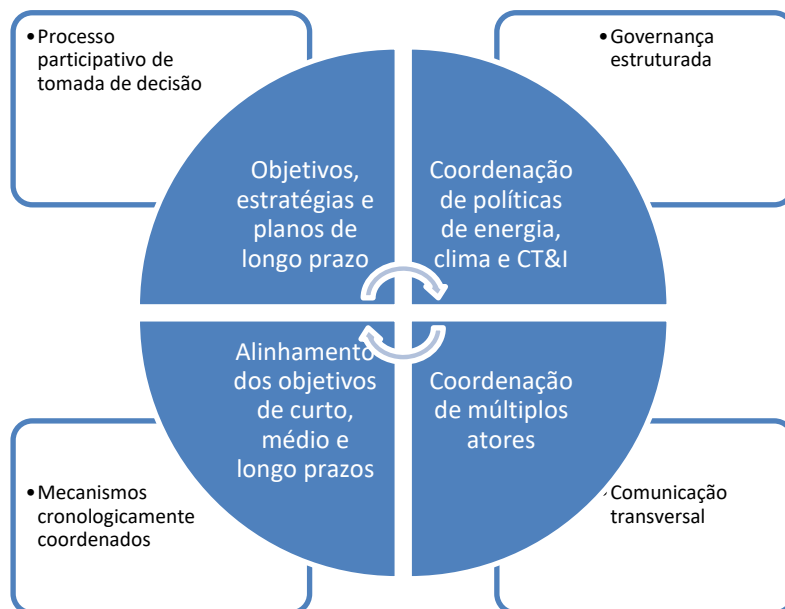 •Processo
participativo de
tomada de decisão
•Governança
estruturada
Objetivos,
estratégias e
planos de
longo prazo
Coordenação
de políticas
de energia,
clima e CT&I
Alinhamento
dos objetivos
de curto,
médio e
longo prazos
Coordenação
de múltiplos
atores
•Mecanismos
cronologicamente
coordenados
•Comunicação
transversal